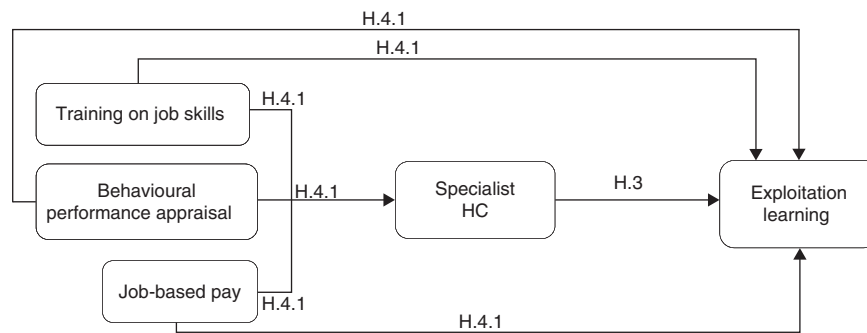 H.4.1
H.4.1
H.4.1
Training on job skills
Behavioural
performance appraisal
H.4.1
Specialist
HC
H.3
Exploitation
learning
Job-based pay
H.4.1
H.4.1